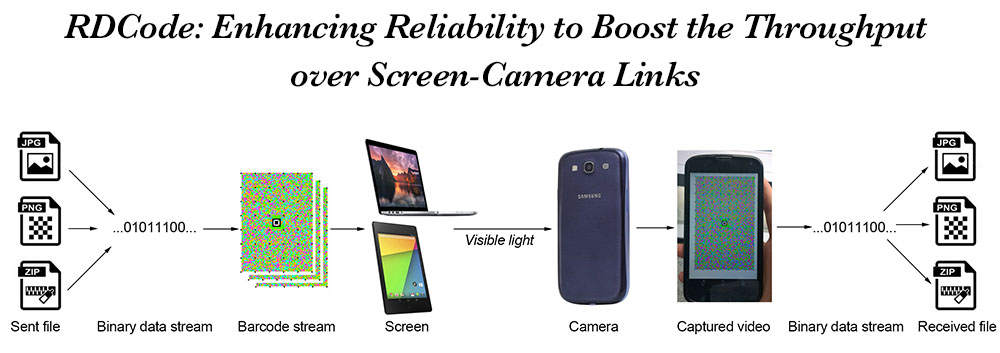 RDCode: Enhancing Reliability to Boost the Throughput
over Screen-Camera Links
JPG
PNG
ZIP
...01011100...
Visible light
SAMSUNG
...01011100...
JPG
PNG
ZIP
Sent file
Binary data stream
Barcode stream
Screen
Camera
Captured video
Binary data stream
Received file